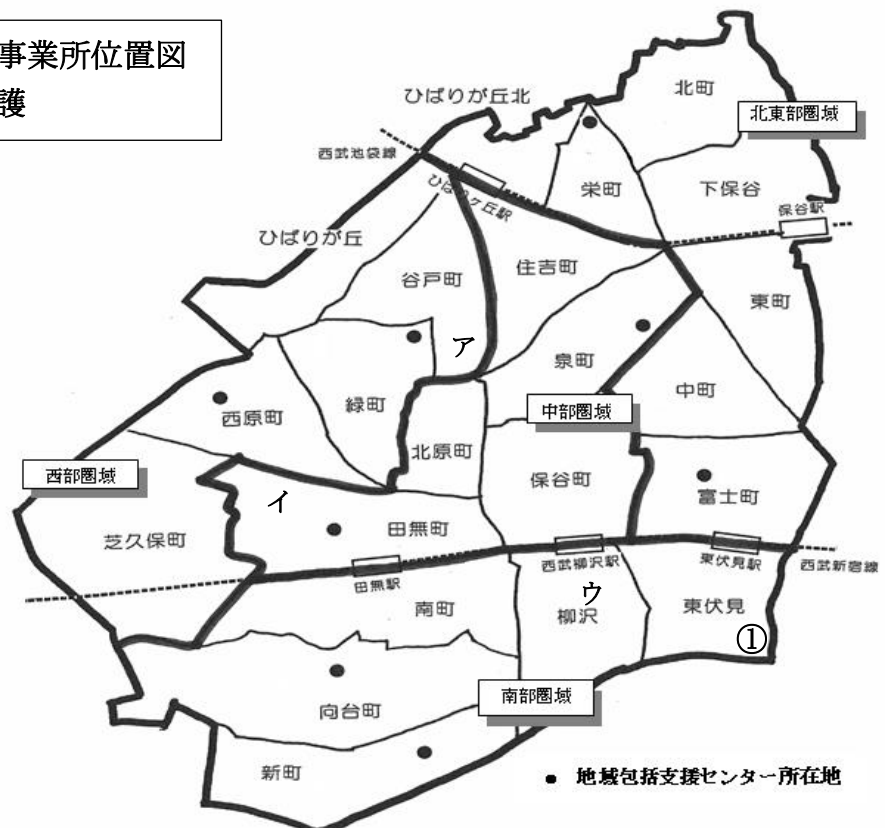 事業所位置図
護
北町
ひばりが丘北
北東部圏域
西武池袋線
栄町
下保谷
ひばりヶ丘駅
保谷駅
ひばりが丘
住吉町
谷戸町
東町
ア
泉町
緑町
中町
西原町
中部圏域
北原町
西部圏域
保谷町
富士町
イ
田無町
芝久保町
西武柳沢駅
東伏見駅
西武新宿線
田無駅
ウ
南町
柳沢
東伏見
①
南部圏域
向台町
新町
● 地域包括支援センター所在地